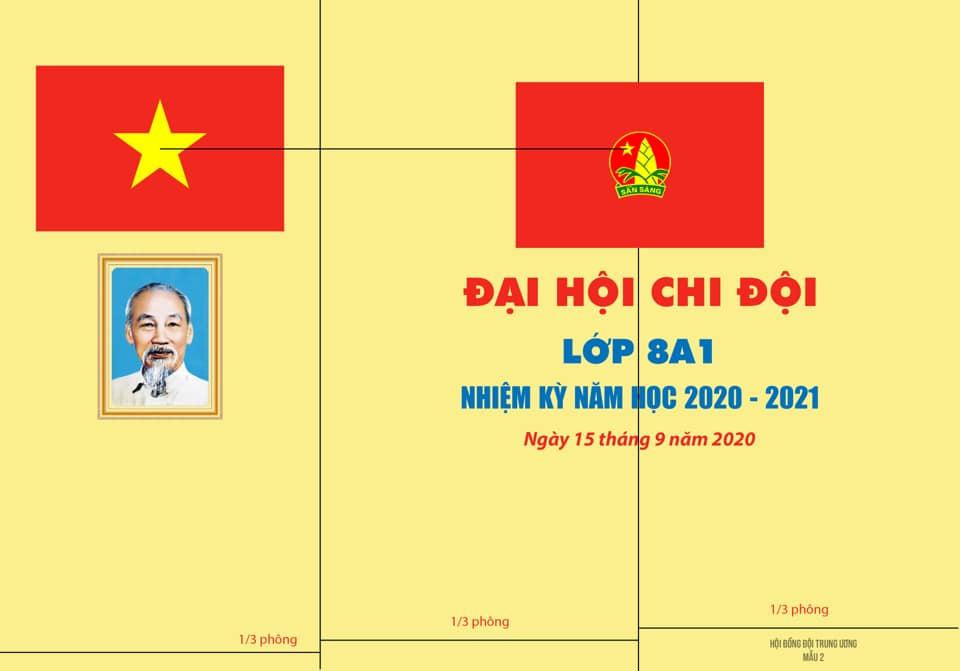 SẴN SÀNG
ĐẠI HỘI CHI ĐỘI
LỚP 8A1
NHIỆM KỲ NĂM HỌC 2020 - 2021
Ngày 15 tháng 9 năm 2020
1/3 phông
1/3 phông
1/3 phông
HỘI ĐỒNG ĐỘI TRUNG ƯƠNG
MẪU 2